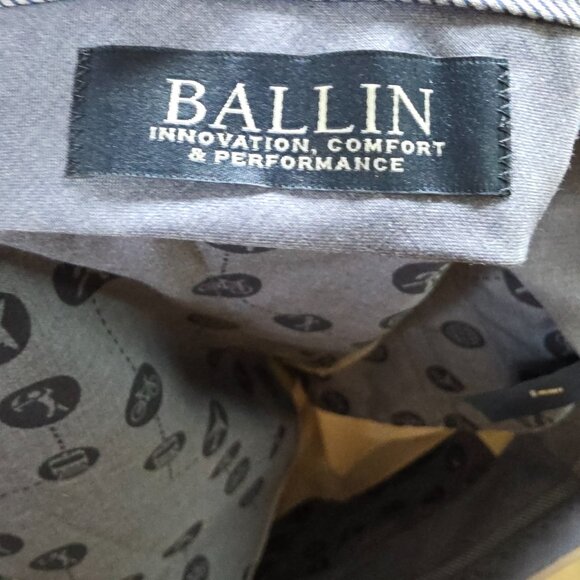 BALLIN
INNOVATION, COMFORT
& PERFORMANCE